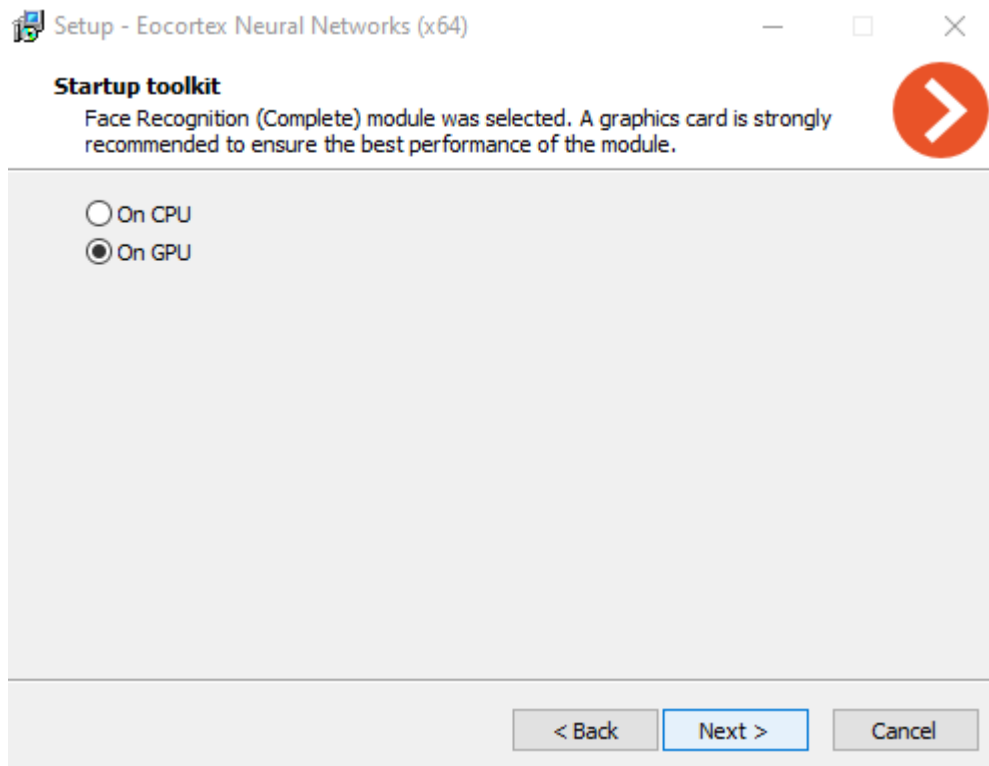 Setup - Eocortex Neural Networks (x64)
Startup toolkit
Face Recognition (Complete) module was selected. A graphics card is strongly
recommended to ensure the best performance of the module.
On CPU
On GPU
< Back
Next >
Cancel